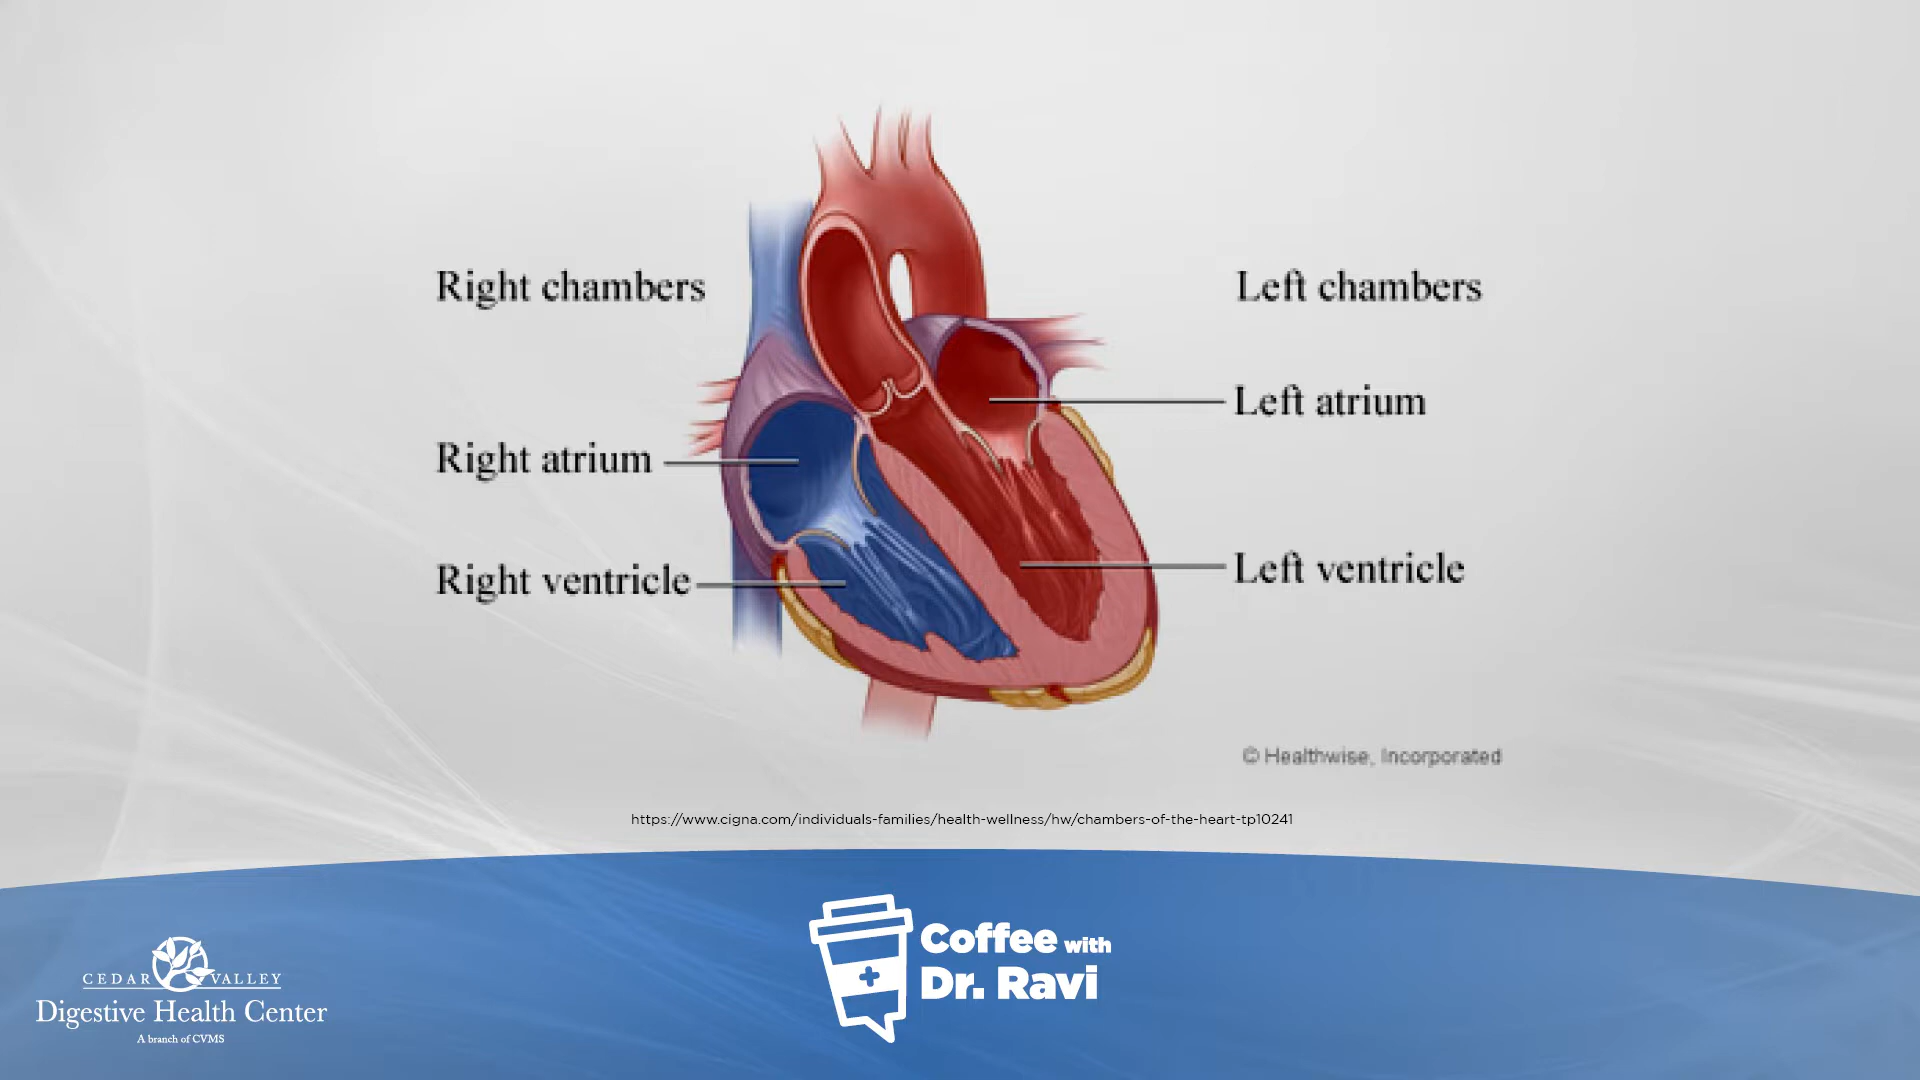 Right chambers
Left chambers
Left atrium
Right atrium
Left ventricle
Right ventricle
© Healthwise, Incorporated
https://www.cigna.com/individuals-families/health-wellness/hw/chambers-of-the-heart-tp10241
CEDAR VALLEY
Digestive Health Center
A branch of CVMS
Coffee with
Dr. Ravi